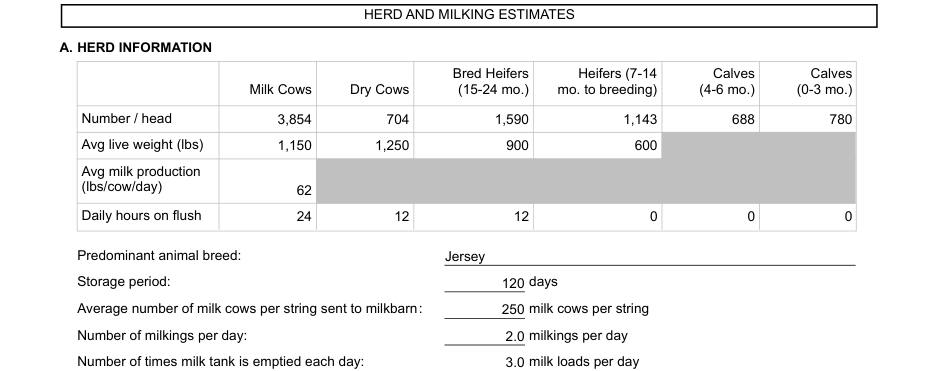 HERD AND MILKING ESTIMATES
A. HERD INFORMATION
Milk Cows Dry Cows Bred Heifers (15-24 mo.) Heifers (7-14 mo. to breeding) Calves (4-6 mo.) Calves (0-3 mo.)
Number / head 3,854 704 1,590 1,143 688 780
Avg live weight (lbs) 1,150 1,250 900 600
Avg milk production (lbs/cow/day) 62
Daily hours on flush 24 12 12 0 0 0
Predominant animal breed: Jersey
Storage period: 120 days
Average number of milk cows per string sent to milkbarn: 250 milk cows per string
Number of milkings per day: 2.0 milkings per day
Number of times milk tank is emptied each day: 3.0 milk loads per day